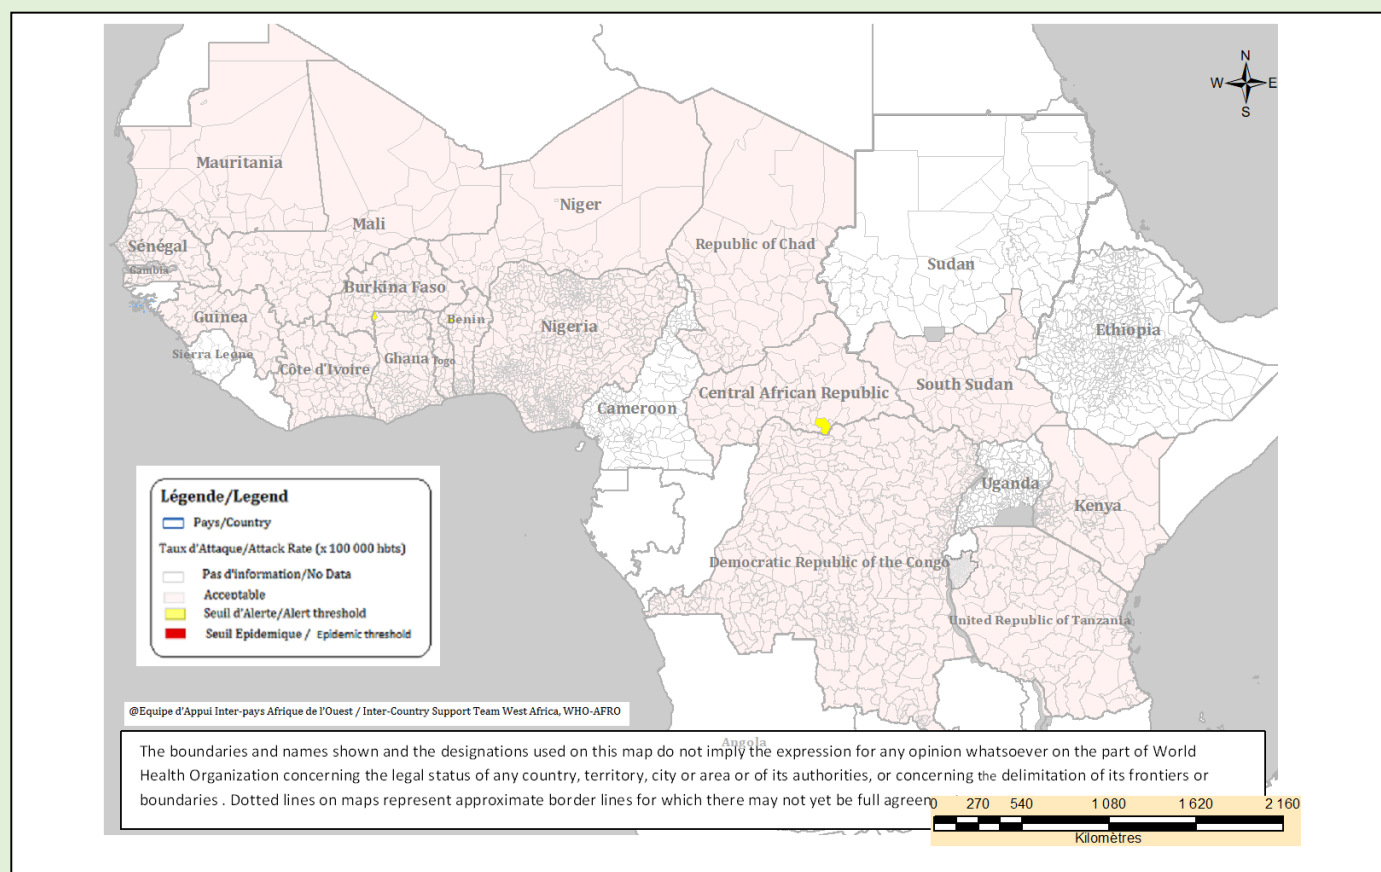 N
W E
S
Mauritania
Mali
Niger
Republic of Chad
Sudan
Sénégal
Gambia
Burkina Faso
Guinea
Benin
Nigeria
Ethiopia
Sierra Leone
Côte d'Ivoire
Ghana
Togo
Cameroon
Central African Republic
South Sudan
Uganda
Kenya
Democratic Republic of the Congo
United Republic of Tanzania
Angola
Légende/Legend
Pays/Country
Taux d'Attaque/Attack Rate (x 100 000 hbts)
Pas d'information/No Data
Acceptable
Seuil d'Alerte/Alert threshold
Seuil Epidemique / Epidemic threshold
@Equipe d'Appui Inter-pays Afrique de l'Ouest / Inter-Country Support Team West Africa, WHO-AFRO
The boundaries and names shown and the designations used on this map do not imply the expression for any opinion whatsoever on the part of World
Health Organization concerning the legal status of any country, territory, city or area or of its authorities, or concerning the delimitation of its frontiers or
boundaries . Dotted lines on maps represent approximate border lines for which there may not yet be full agreen
0 270 540 1 080 1 620 2 160
Kilomètres